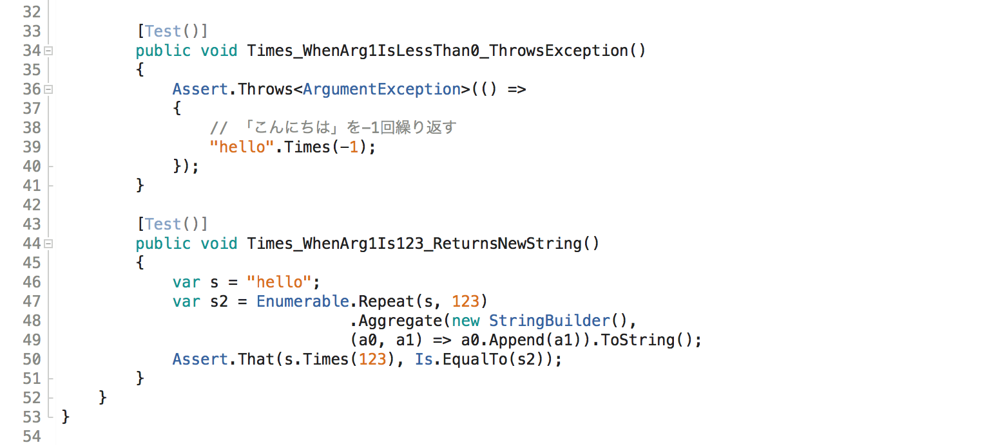 32
33 [Test()]
34 public void Times_WhenArg1IsLessThan0_ThrowsException()
35 {
36 Assert.Throws<ArgumentException>(() =>
37 {
38 // 「こんにちは」を–1回繰り返す
39 "hello".Times(–1);
40 });
41 }
42
43 [Test()]
44 public void Times_WhenArg1Is123_ReturnsNewString()
45 {
46 var s = "hello";
47 var s2 = Enumerable.Repeat(s, 123)
48 .Aggregate(new StringBuilder(),
49 (a0, a1) => a0.Append(a1)).ToString();
50 Assert.That(s.Times(123), Is.EqualTo(s2));
51 }
52 }
53 }
54